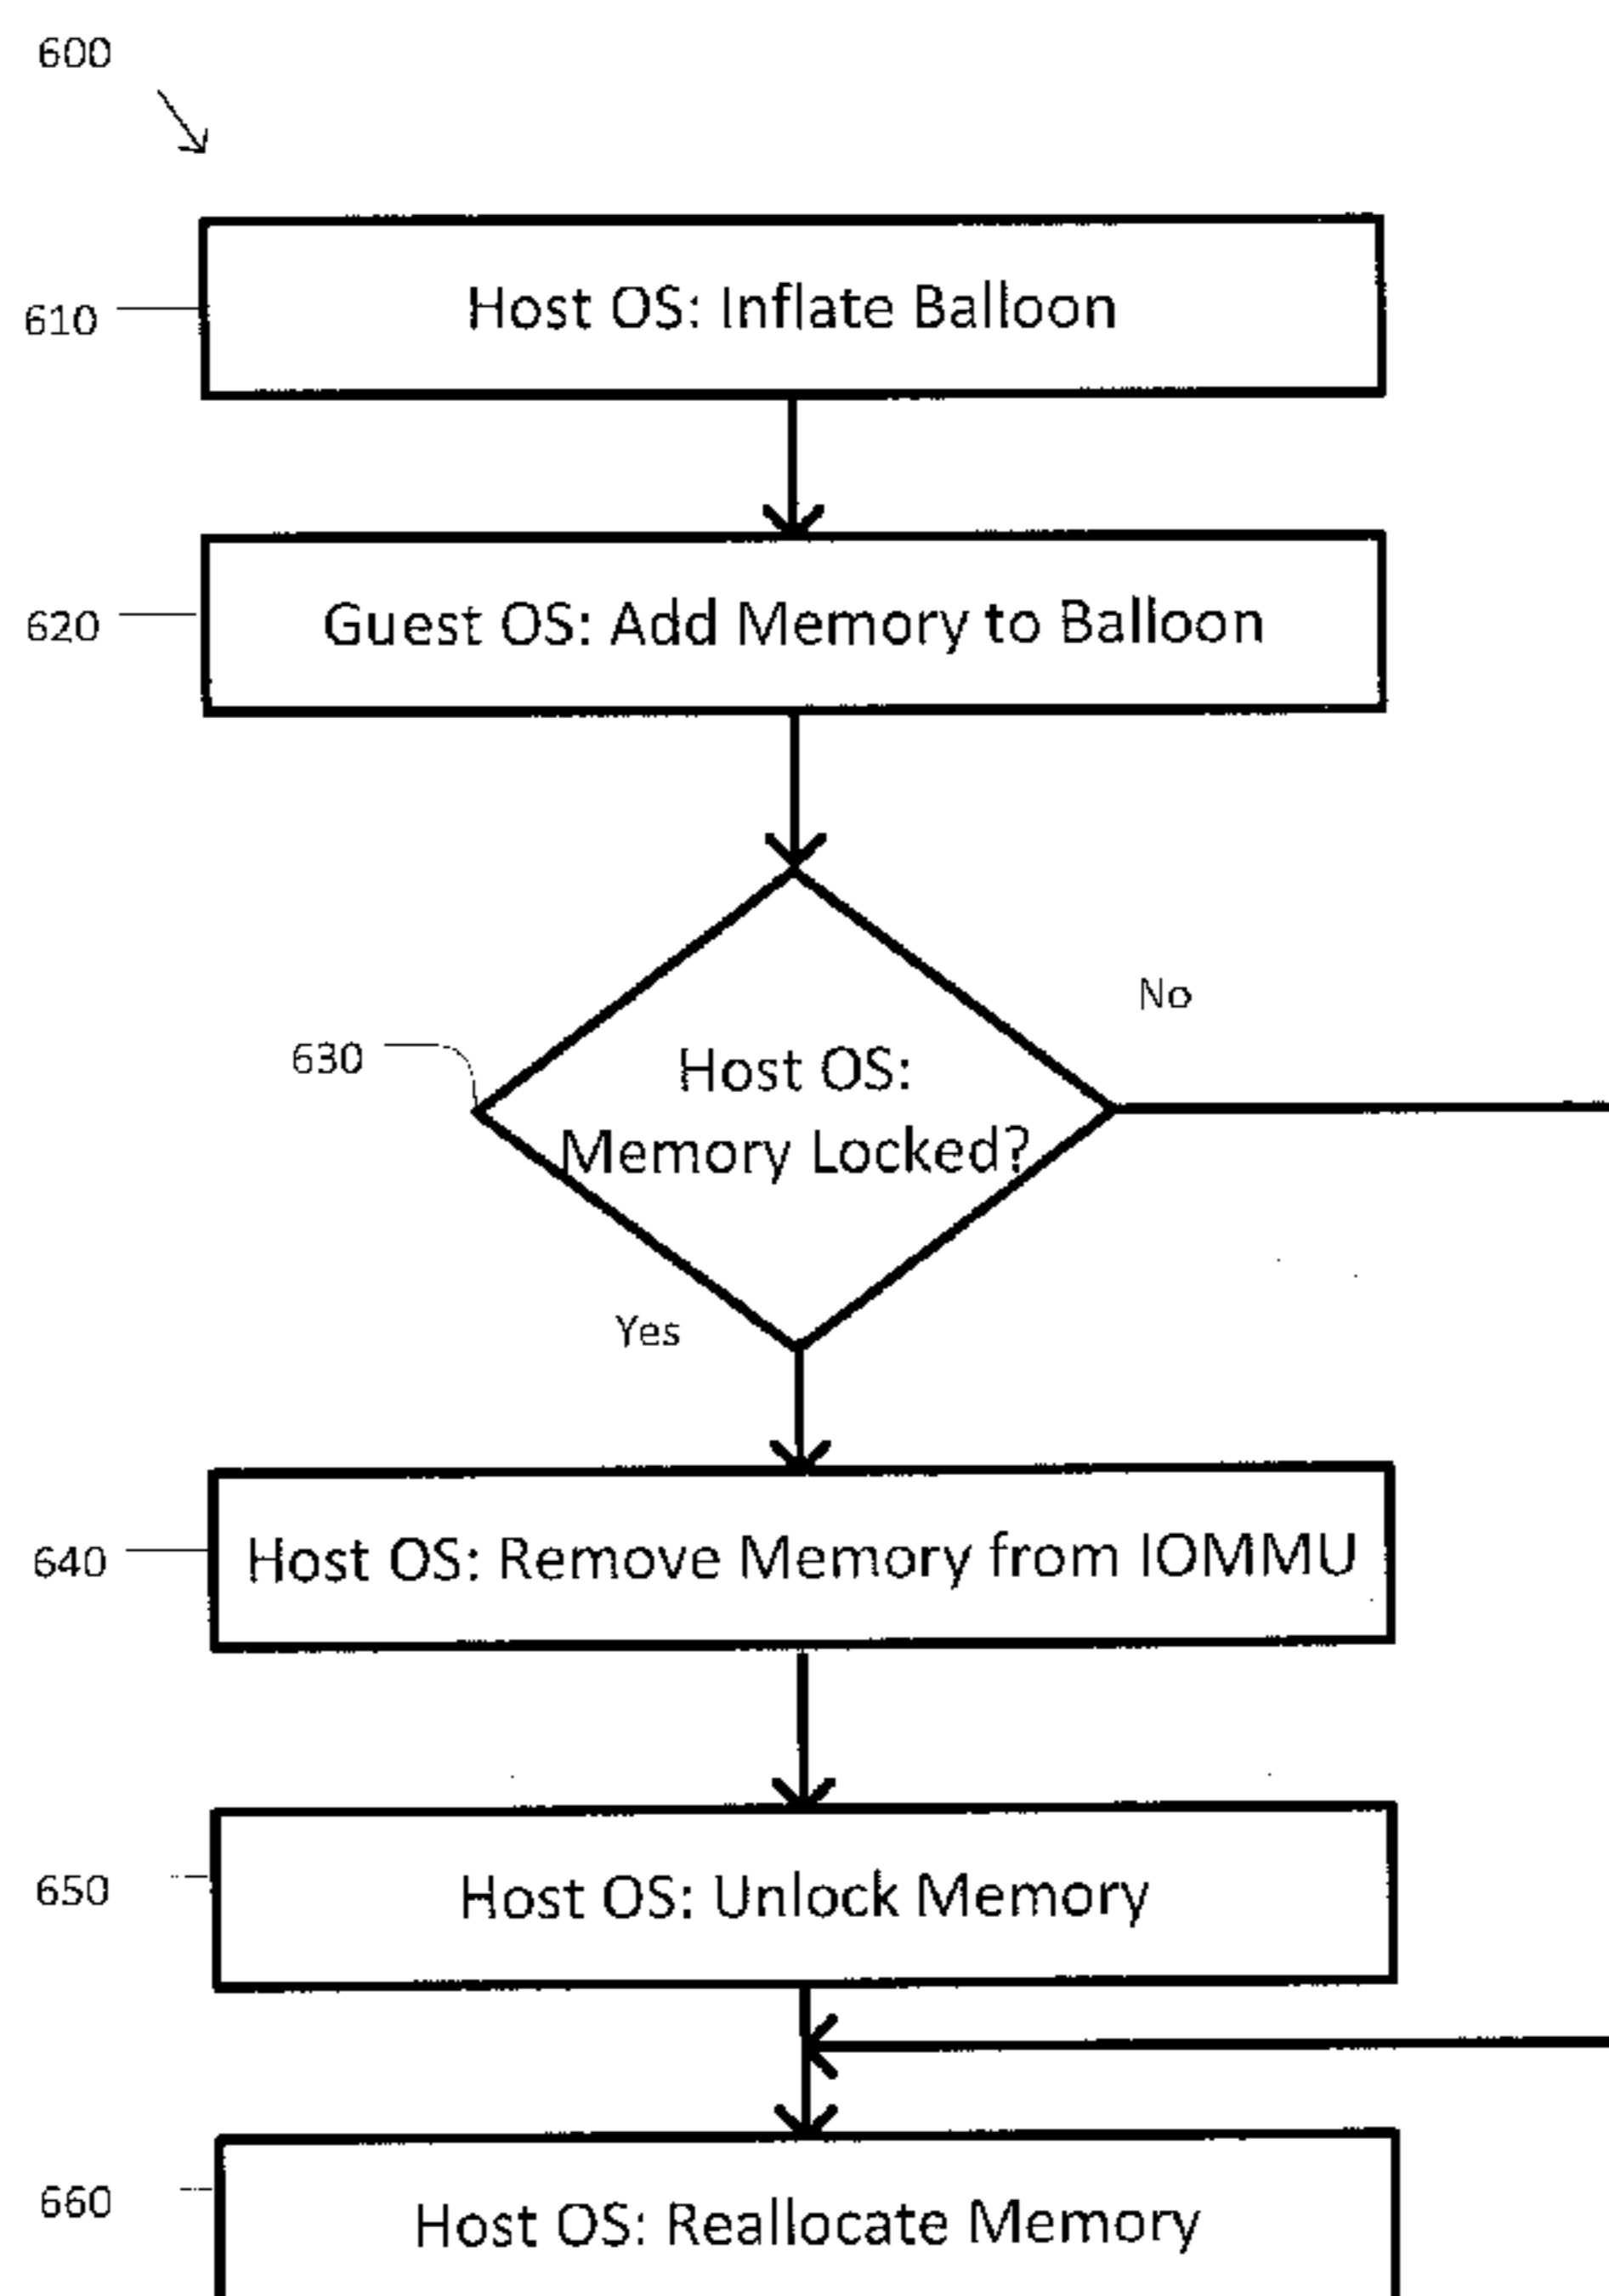 600
610
Host OS: Inflate Balloon
620
Guest OS: Add Memory to Balloon
No
630
Host OS:
Memory Locked?
Yes
640
Host OS: Remove Memory from IOMMU
650
Host OS: Unlock Memory
660
Host OS: Reallocate Memory